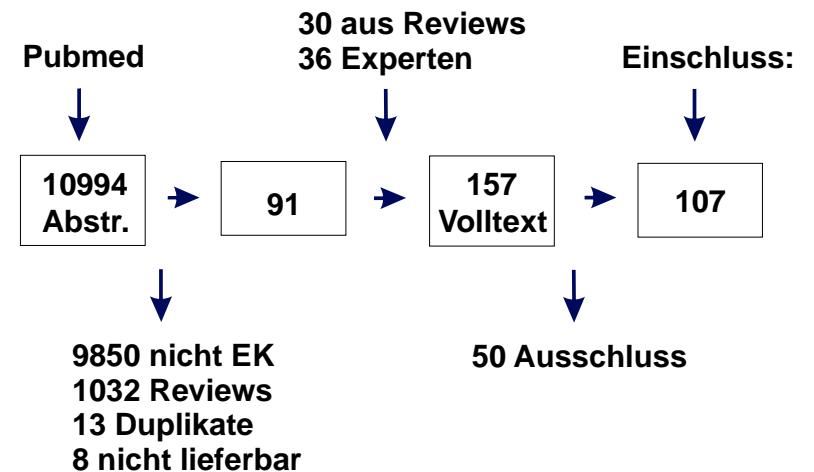 30 aus Reviews
36 Experten
Pubmed
Einschluss:
10994
Abstr.
91
157
Volltext
107
9850 nicht EK
1032 Reviews
13 Duplikate
8 nicht lieferbar
50 Ausschluss